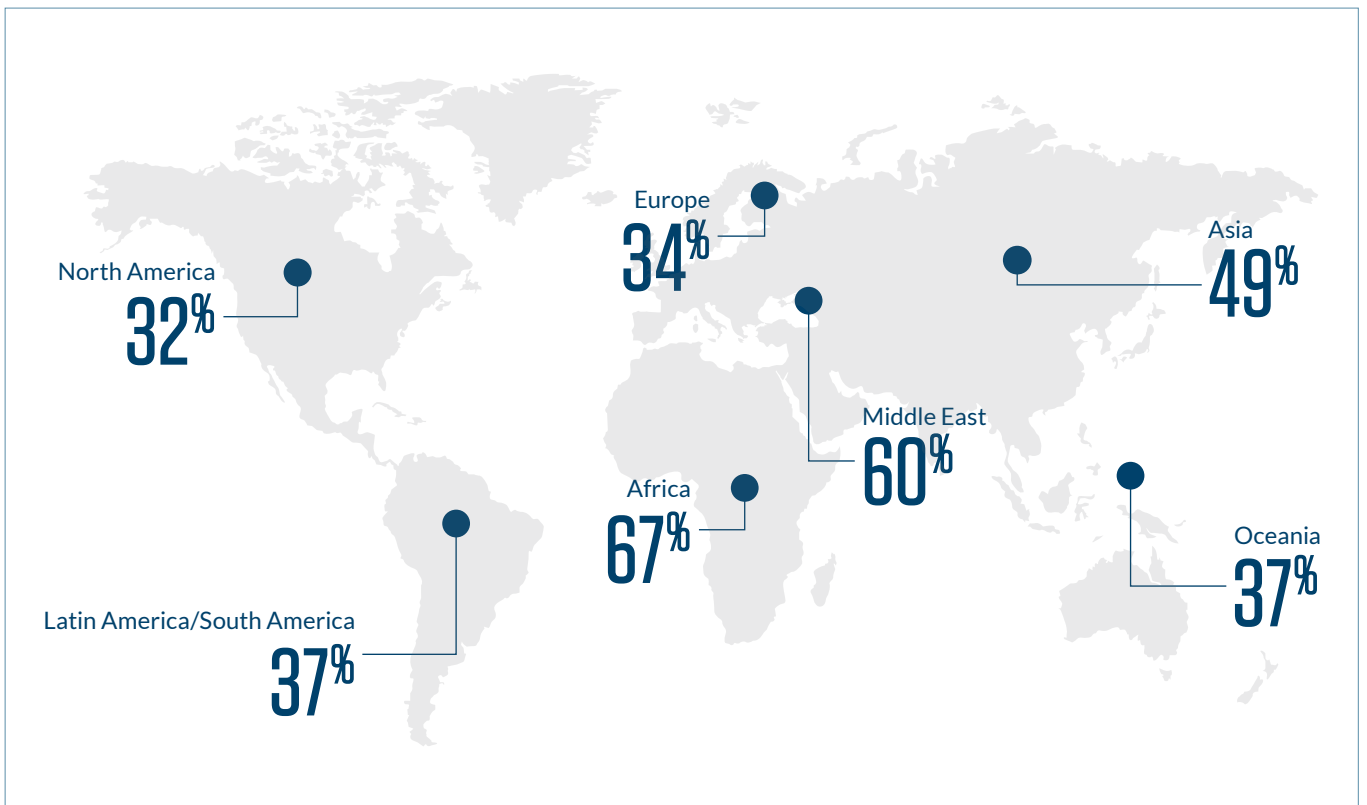 Europe
34%
Asia
49%
North America
32%
Middle East
60%
Africa
67%
Oceania
37%
Latin America/South America
37%